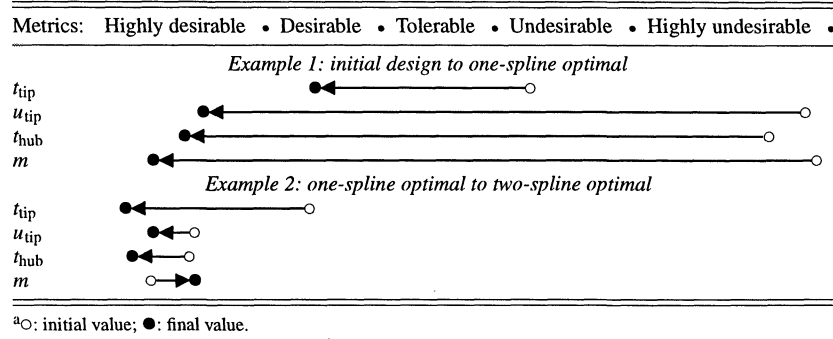 Metrics: Highly desirable • Desirable • Tolerable • Undesirable • Highly undesirable •
Example 1: initial design to one-spline optimal
t_tip
u_tip
t_hub
m
Example 2: one-spline optimal to two-spline optimal
t_tip
u_tip
t_hub
m
a○: initial value; ●: final value.